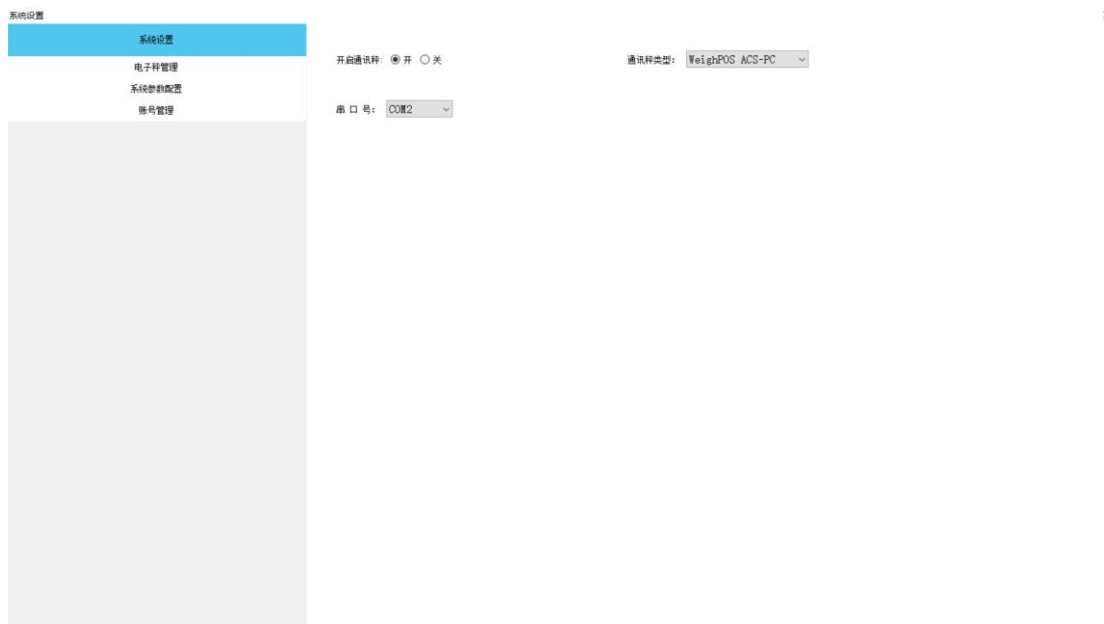 系统设置
系统设置
电子秤管理
系统参数配置
账号管理
开启通讯秤: 开 关
通讯秤类型: WeighPOS ACS-PC
串 口 号: COM2